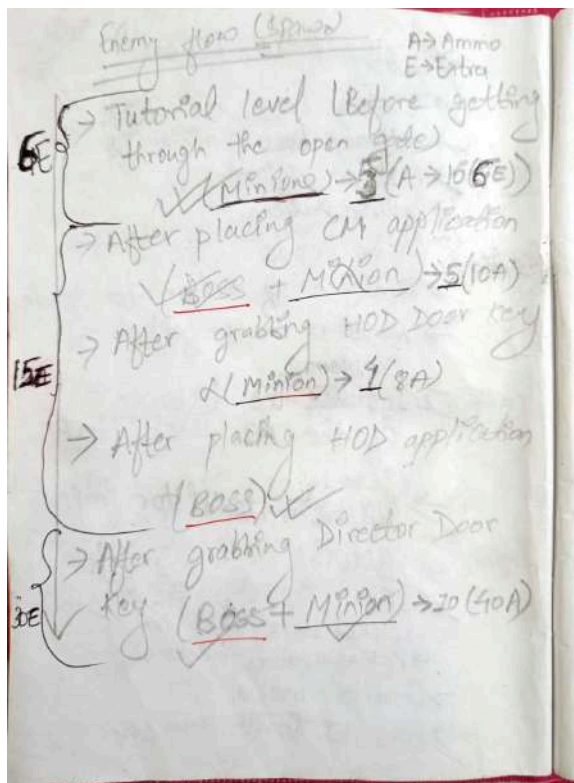 Enemy flow (Spawn)
A → Ammo
E → Extra
6E
→ Tutorial level (Before getting
through the open gate)
(Minions) → 5 (A → 10 6E))
→ After placing CM application
(Boss + Minion) → 5 (10A)
15E
→ After grabbing HOD Door key
(Minion) → 4 (8A)
→ After placing HOD application
(BOSS)
→ After grabbing Director Door
30E
Key (Boss + Minion) → 10 (40A)